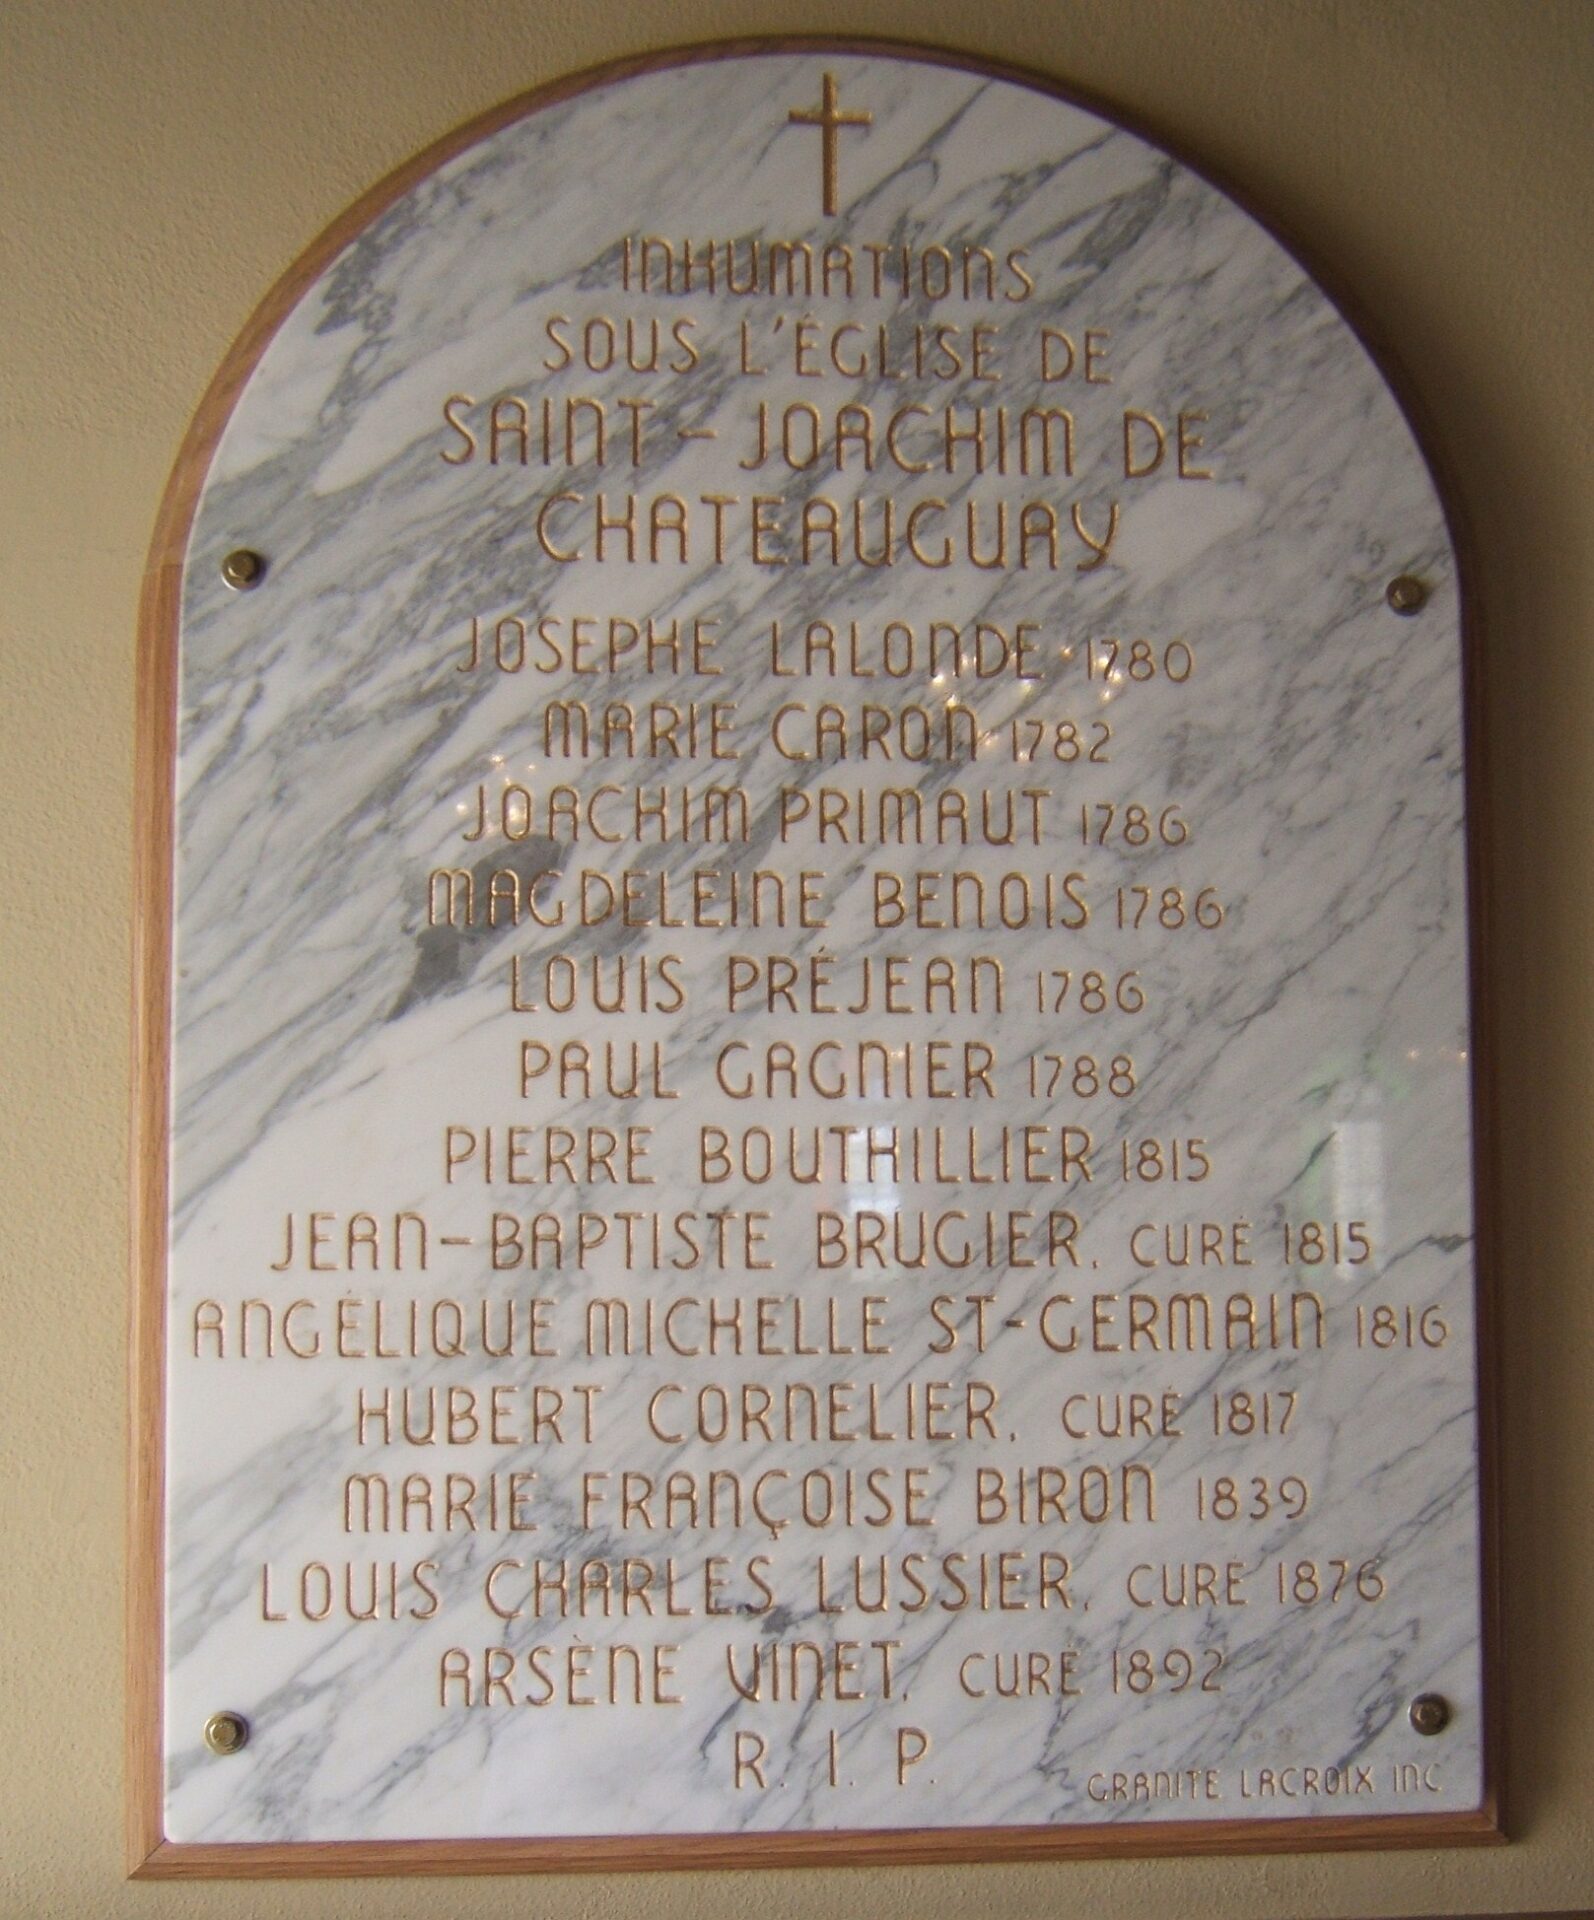 INHUMATIONS
SOUS L'ÉGLISE DE
SAINT-JOACHIM DE
CHATEAUGUAY
JOSEPHE LALONDE 1780
MARIE CARON 1782
JOACHIM PRIMAUT 1786
MAGDELEINE BENOIS 1786
LOUIS PRÉJEAN 1786
PAUL GAGNIER 1788
PIERRE BOUTHILLIER 1815
JEAN-BAPTISTE BRUGIER, CURÉ 1815
ANGÉLIQUE MICHELLE ST-GERMAIN 1816
HUBERT CORNELIER, CURÉ 1817
MARIE FRANÇOISE BIRON 1839
LOUIS CHARLES LUSSIER, CURÉ 1876
ARSÈNE VINET, CURÉ 1892
R. I. P.
GRANITE LACROIX INC